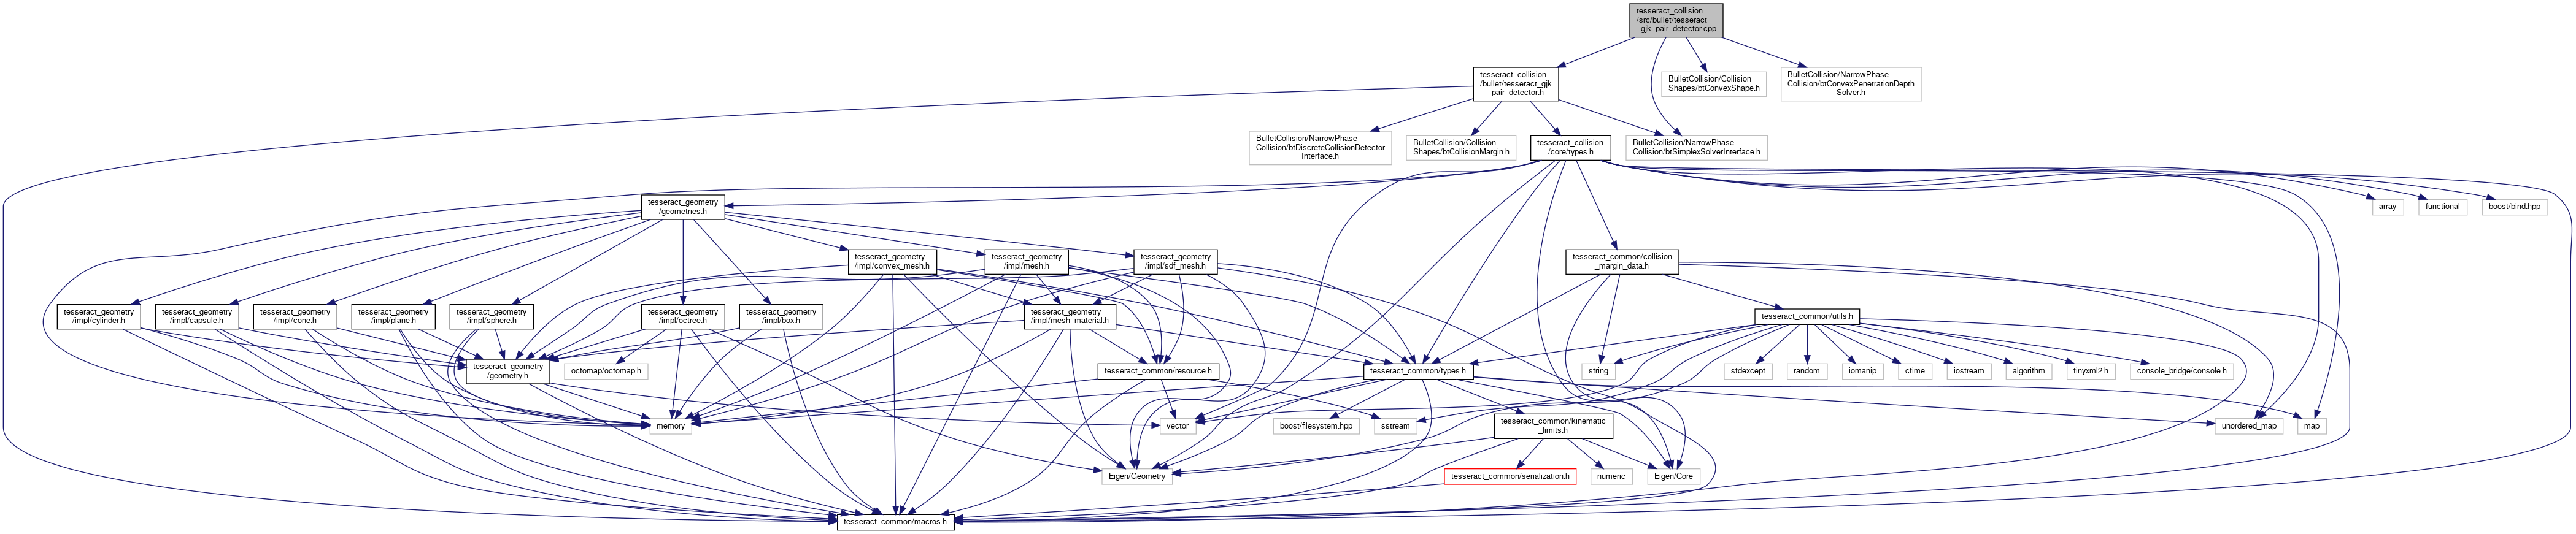 tesseract_collision
/src/bullet/tesseract
_gjk_pair_detector.cpp
tesseract_collision
/bullet/tesseract_gjk
_pair_detector.h
BulletCollision/Collision
Shapes/btConvexShape.h
BulletCollision/NarrowPhase
Collision/btConvexPenetrationDepth
Solver.h
BulletCollision/NarrowPhase
Collision/btDiscreteCollisionDetector
Interface.h
BulletCollision/Collision
Shapes/btCollisionMargin.h
tesseract_collision
/core/types.h
BulletCollision/NarrowPhase
Collision/btSimplexSolverInterface.h
tesseract_geometry
/geometries.h
array
functional
boost/bind.hpp
tesseract_geometry
/impl/convex_mesh.h
tesseract_geometry
/impl/mesh.h
tesseract_geometry
/impl/sdf_mesh.h
tesseract_common/collision
_margin_data.h
tesseract_geometry
/impl/cylinder.h
tesseract_geometry
/impl/capsule.h
tesseract_geometry
/impl/cone.h
tesseract_geometry
/impl/plane.h
tesseract_geometry
/impl/sphere.h
tesseract_geometry
/impl/octree.h
tesseract_geometry
/impl/box.h
tesseract_geometry
/impl/mesh_material.h
tesseract_common/utils.h
tesseract_geometry
/geometry.h
octomap/octomap.h
tesseract_common/resource.h
tesseract_common/types.h
string
stdexcept
random
iomanip
ctime
iostream
algorithm
tinyxml2.h
console_bridge/console.h
memory
vector
boost/filesystem.hpp
sstream
tesseract_common/kinematic
_limits.h
unordered_map
map
Eigen/Geometry
tesseract_common/serialization.h
numeric
Eigen/Core
tesseract_common/macros.h